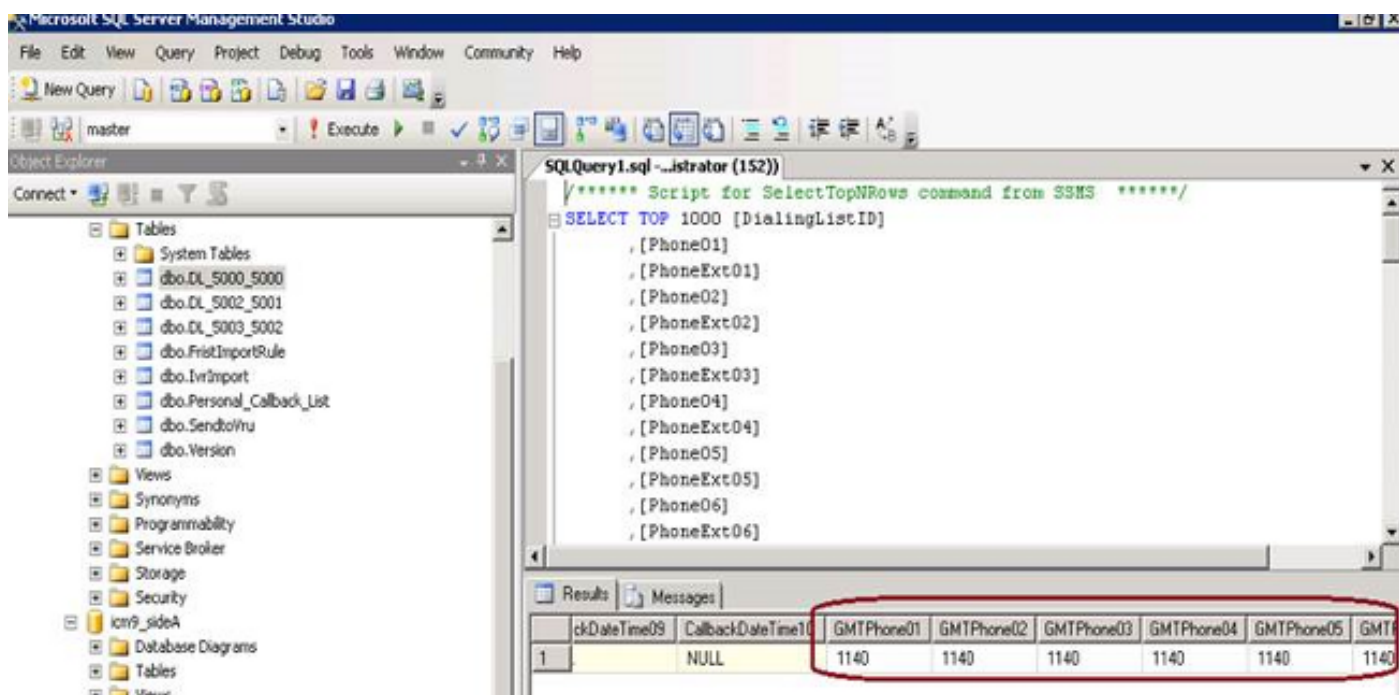 Microsoft SQL Server Management Studio
File Edit View Query Project Debug Tools Window Community Help
New Query
master Execute
Object Explorer
Connect
Tables
System Tables
dbo.DL_5000_5000
dbo.DL_5002_5001
dbo.DL_5003_5002
dbo.FristImportRule
dbo.IvrImport
dbo.Personal_Callback_List
dbo.SendtoVru
dbo.Version
Views
Synonyms
Programmability
Service Broker
Storage
Security
icm9_sideA
Database Diagrams
Tables
Views
SQLQuery1.sql -...istrator (152))
/****** Script for SelectTopNRows command from SSMS ******/
SELECT TOP 1000 [DialingListID]
,[Phone01]
,[PhoneExt01]
,[Phone02]
,[PhoneExt02]
,[Phone03]
,[PhoneExt03]
,[Phone04]
,[PhoneExt04]
,[Phone05]
,[PhoneExt05]
,[Phone06]
,[PhoneExt06]
Results Messages
ckDateTime09 CallbackDateTime10 GMTPhone01 GMTPhone02 GMTPhone03 GMTPhone04 GMTPhone05
1 NULL 1140 1140 1140 1140 1140 1140